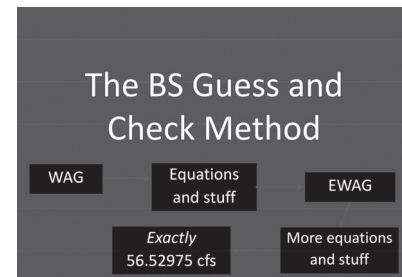 The BS Guess and
Check Method
WAG
Equations
and stuff
EWAG
More equations
and stuff
Exactly
56.52975 cfs